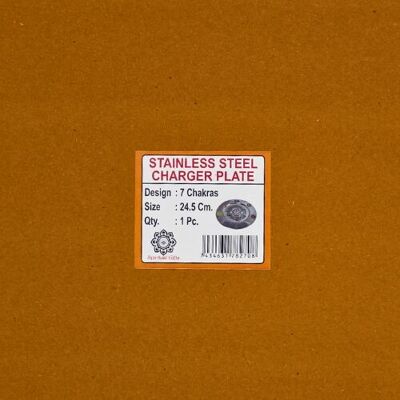 STAINLESS STEEL
CHARGER PLATE
Design : 7 Chakras
Size : 24.5 Cm.
Qty. : 1 Pc.